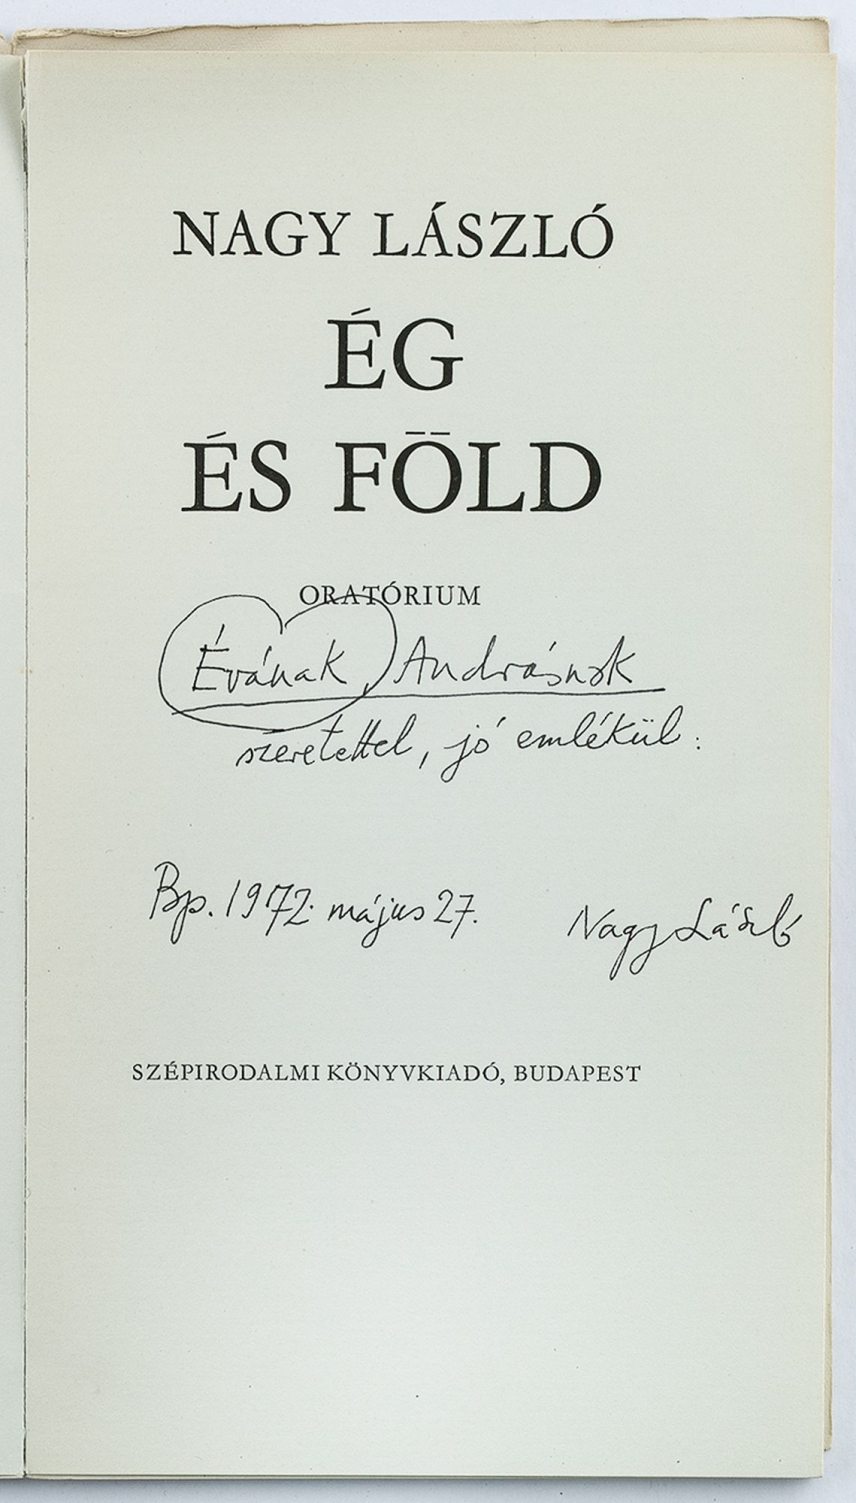 NAGY LÁSZLÓ
ÉG
ÉS FÖLD
ORATÓRIUM
Évának, Andrásnak
szeretettel, jó emlékül:
Bp. 1972. május 27.
Nagy László
SZÉPIRODALMI KÖNYVKIADÓ, BUDAPEST